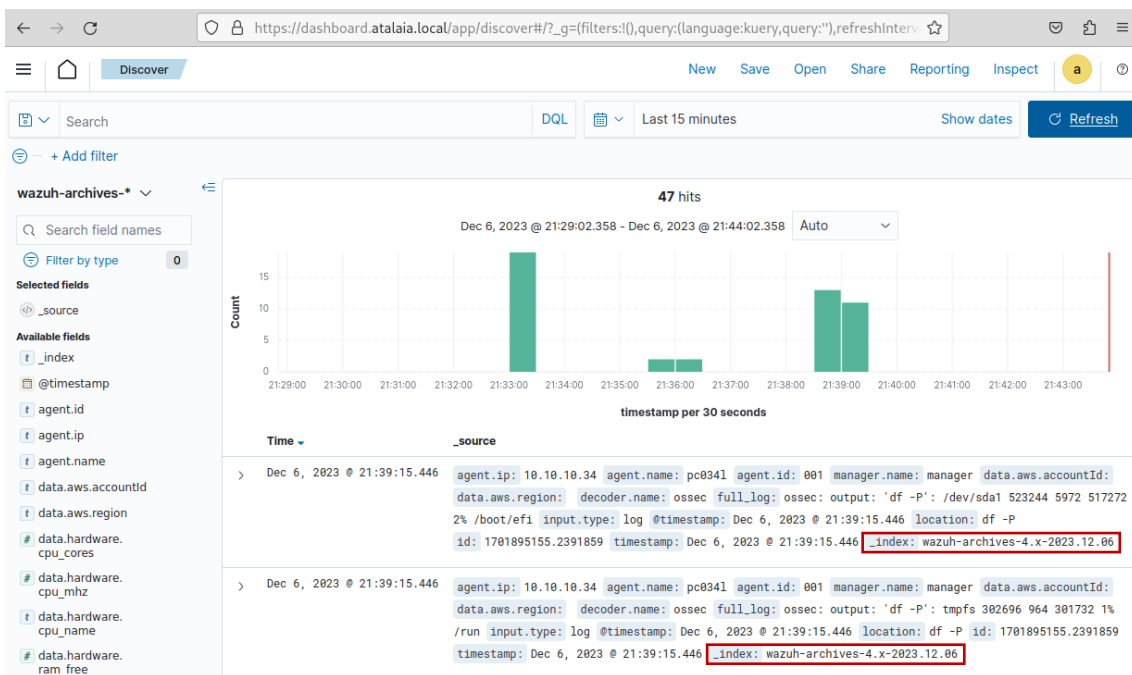 https://dashboard.atalaia.local/app/discover#/?_g=(filters:!(),query:(language:kuery,query:''),refreshInterv
Discover
New Save Open Share Reporting Inspect a
Search DQL Last 15 minutes Show dates Refresh
+ Add filter
wazuh-archives-*
Search field names
Filter by type 0
Selected fields
_source
Available fields
t _index
@timestamp
t agent.id
t agent.ip
t agent.name
t data.aws.accountId
t data.aws.region
# data.hardware.
cpu_cores
# data.hardware.
cpu_mhz
t data.hardware.
cpu_name
# data.hardware.
ram_free
47 hits
Dec 6, 2023 @ 21:29:02.358 - Dec 6, 2023 @ 21:44:02.358 Auto
Count
15
10
5
0
21:29:00 21:30:00 21:31:00 21:32:00 21:33:00 21:34:00 21:35:00 21:36:00 21:37:00 21:38:00 21:39:00 21:40:00 21:41:00 21:42:00 21:43:00
timestamp per 30 seconds
Time _source
Dec 6, 2023 @ 21:39:15.446 agent.ip: 10.10.10.34 agent.name: pc034l agent.id: 001 manager.name: manager data.aws.accountId:
data.aws.region: decoder.name: ossec full_log: ossec: output: 'df -P': /dev/sda1 523244 5972 517272
2% /boot/efi input.type: log @timestamp: Dec 6, 2023 @ 21:39:15.446 location: df -P
id: 1701895155.2391859 timestamp: Dec 6, 2023 @ 21:39:15.446 _index: wazuh-archives-4.x-2023.12.06
Dec 6, 2023 @ 21:39:15.446 agent.ip: 10.10.10.34 agent.name: pc034l agent.id: 001 manager.name: manager data.aws.accountId:
data.aws.region: decoder.name: ossec full_log: ossec: output: 'df -P': tmpfs 302696 964 301732 1%
/run input.type: log @timestamp: Dec 6, 2023 @ 21:39:15.446 location: df -P id: 1701895155.2391859
timestamp: Dec 6, 2023 @ 21:39:15.446 _index: wazuh-archives-4.x-2023.12.06